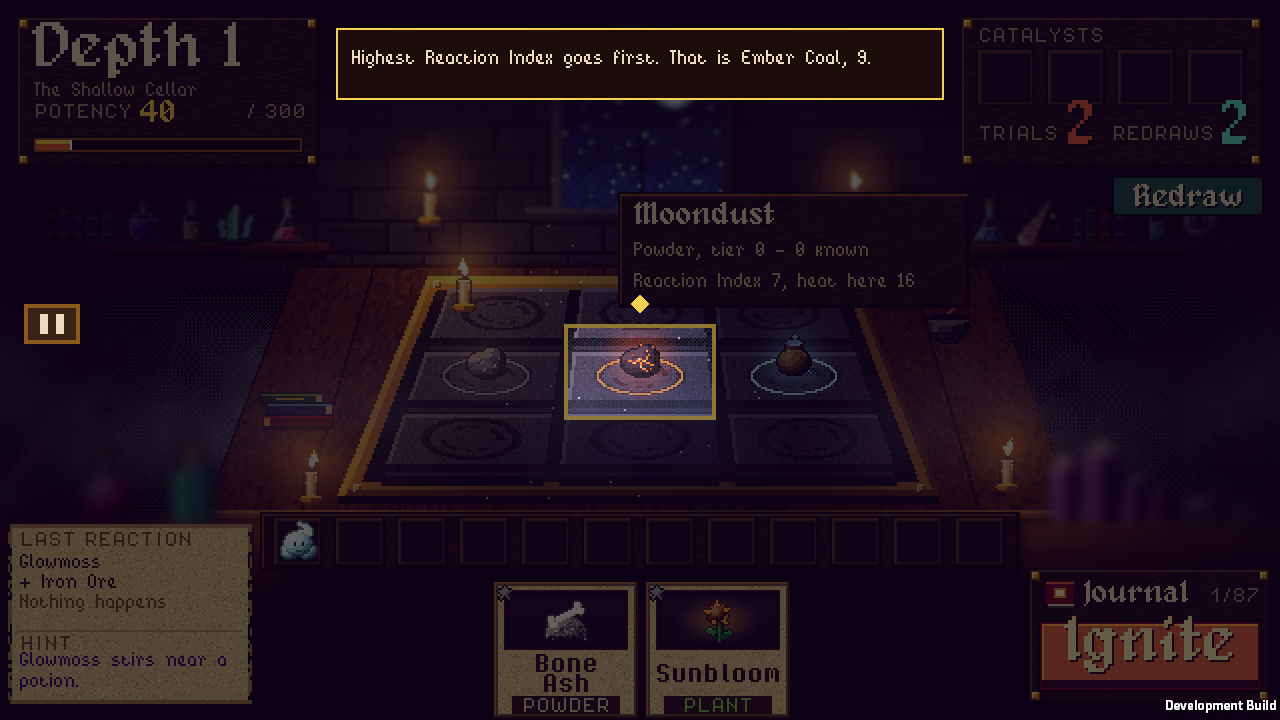 Depth 1
The Shallow Cellar
POTENCY 40 / 300
Highest Reaction Index goes first. That is Ember Coal, 9.
CATALYSTS
TRIALS 2 REDRAWS 2
Redraw
Moondust
Powder, tier 0 - 0 known
Reaction Index 7, heat here 16
LAST REACTION
Glowmoss
+ Iron Ore
Nothing happens
HINT
Glowmoss stirs near a
potion.
Bone
Ash
POWDER
Sunbloom
PLANT
Journal 1/87
Ignite
Development Build